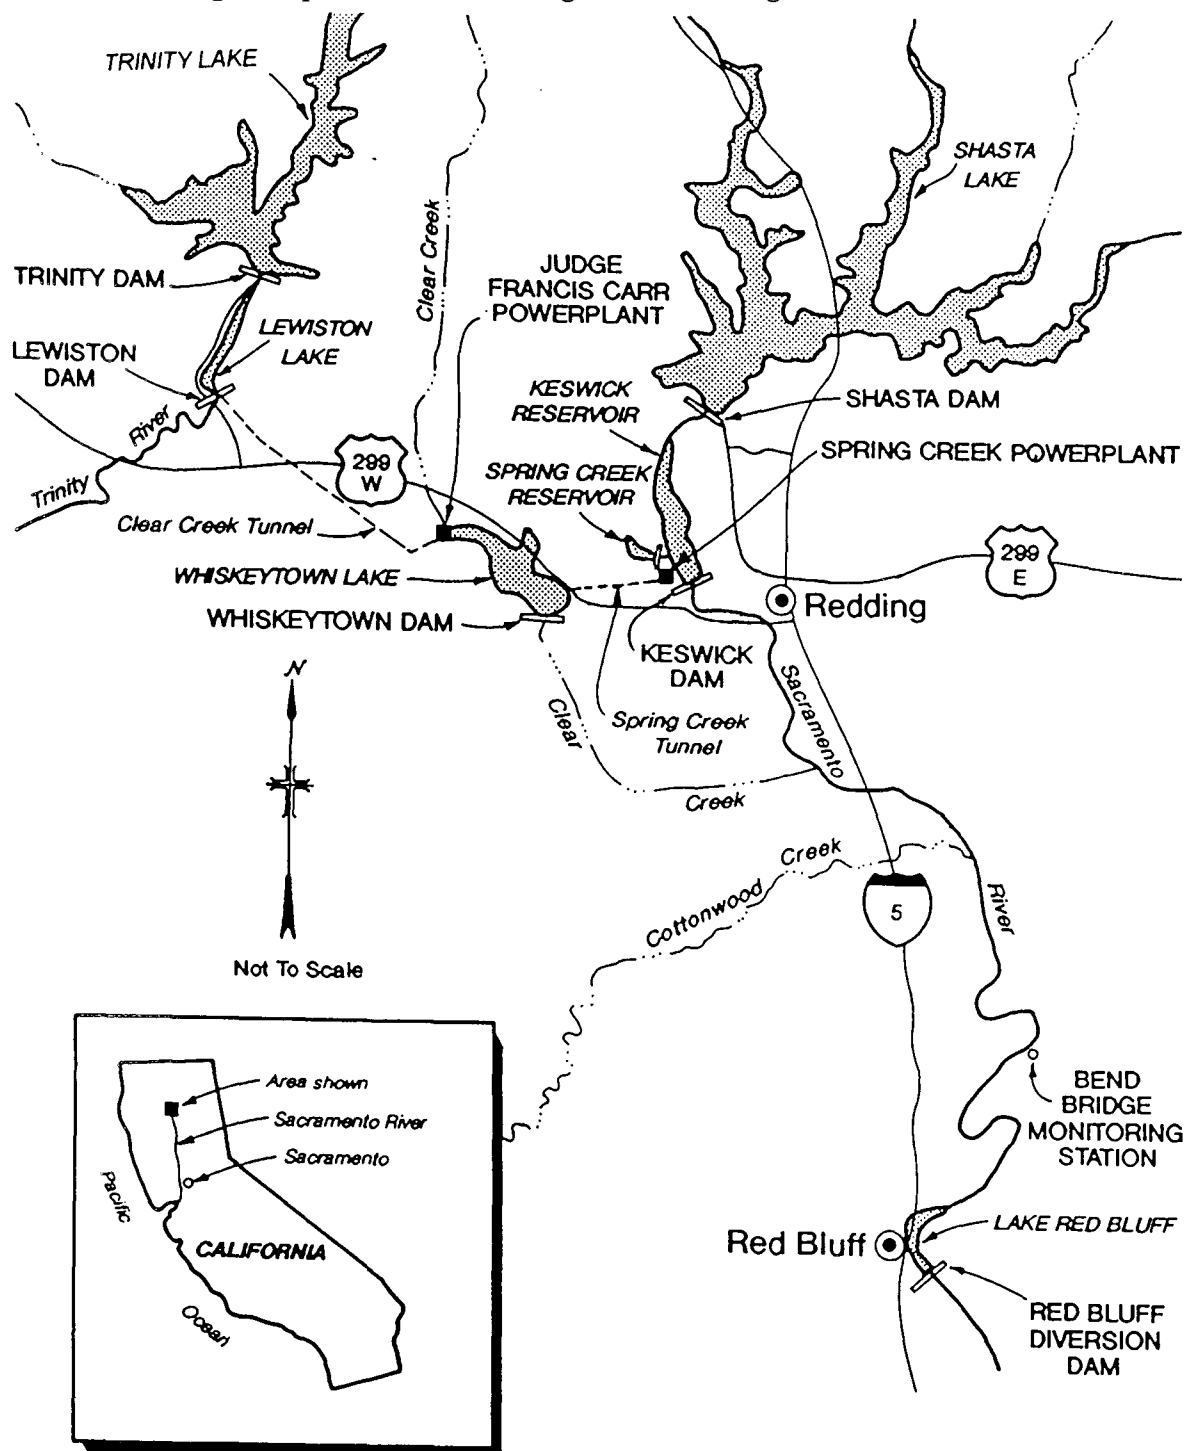 TRINITY LAKE
SHASTA
LAKE
Clear Creek
TRINITY DAM
JUDGE
FRANCIS CARR
POWERPLANT
LEWISTON
LAKE
LEWISTON
DAM
KESWICK
RESERVOIR
SHASTA DAM
Trinity River
299
W
SPRING CREEK
RESERVOIR
SPRING CREEK POWERPLANT
Clear Creek Tunnel
299
E
WHISKEYTOWN LAKE
WHISKEYTOWN DAM
Redding
KESWICK
DAM
N
Clear Creek
Spring Creek
Tunnel
Sacramento River
Cottonwood Creek
5
Not To Scale
Area shown
Sacramento River
Sacramento
Pacific Ocean
CALIFORNIA
BEND
BRIDGE
MONITORING
STATION
LAKE RED BLUFF
Red Bluff
RED BLUFF
DIVERSION
DAM